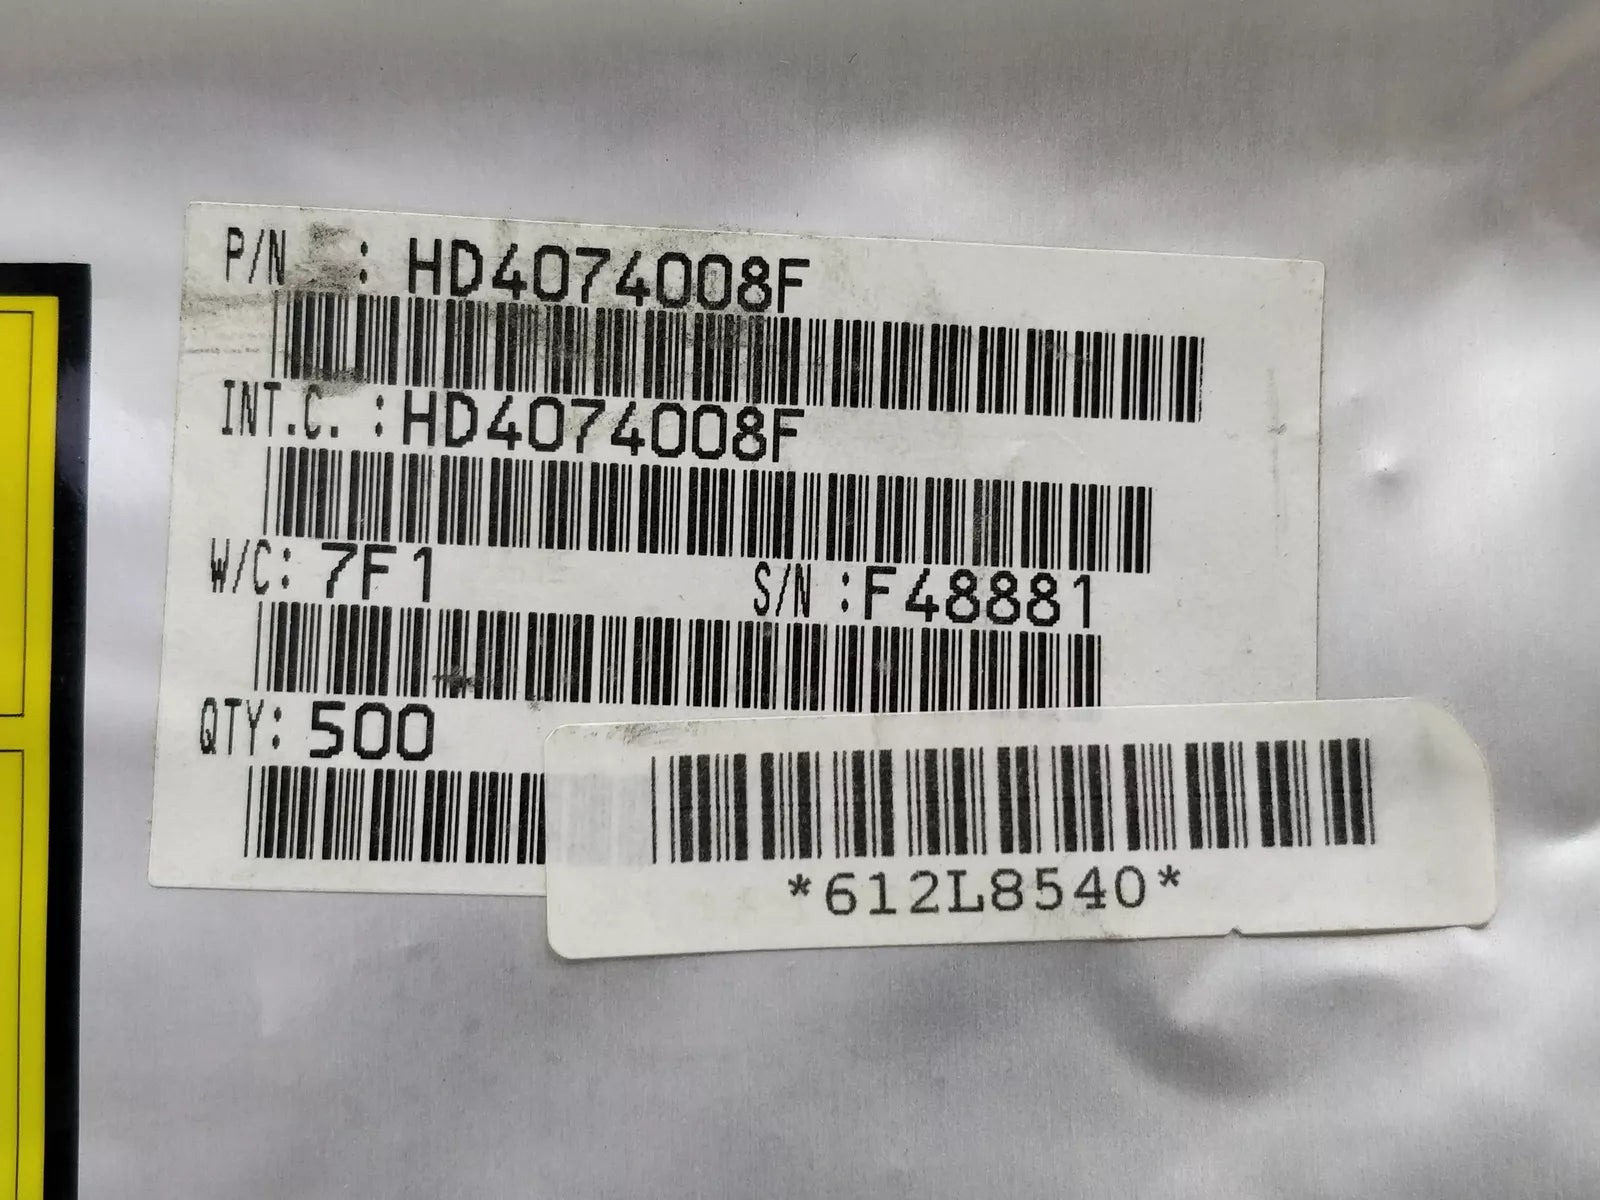 P/N : HD4074008F
INT.C. : HD4074008F
W/C: 7F1 S/N :F48881
QTY: 500
*612L8540*